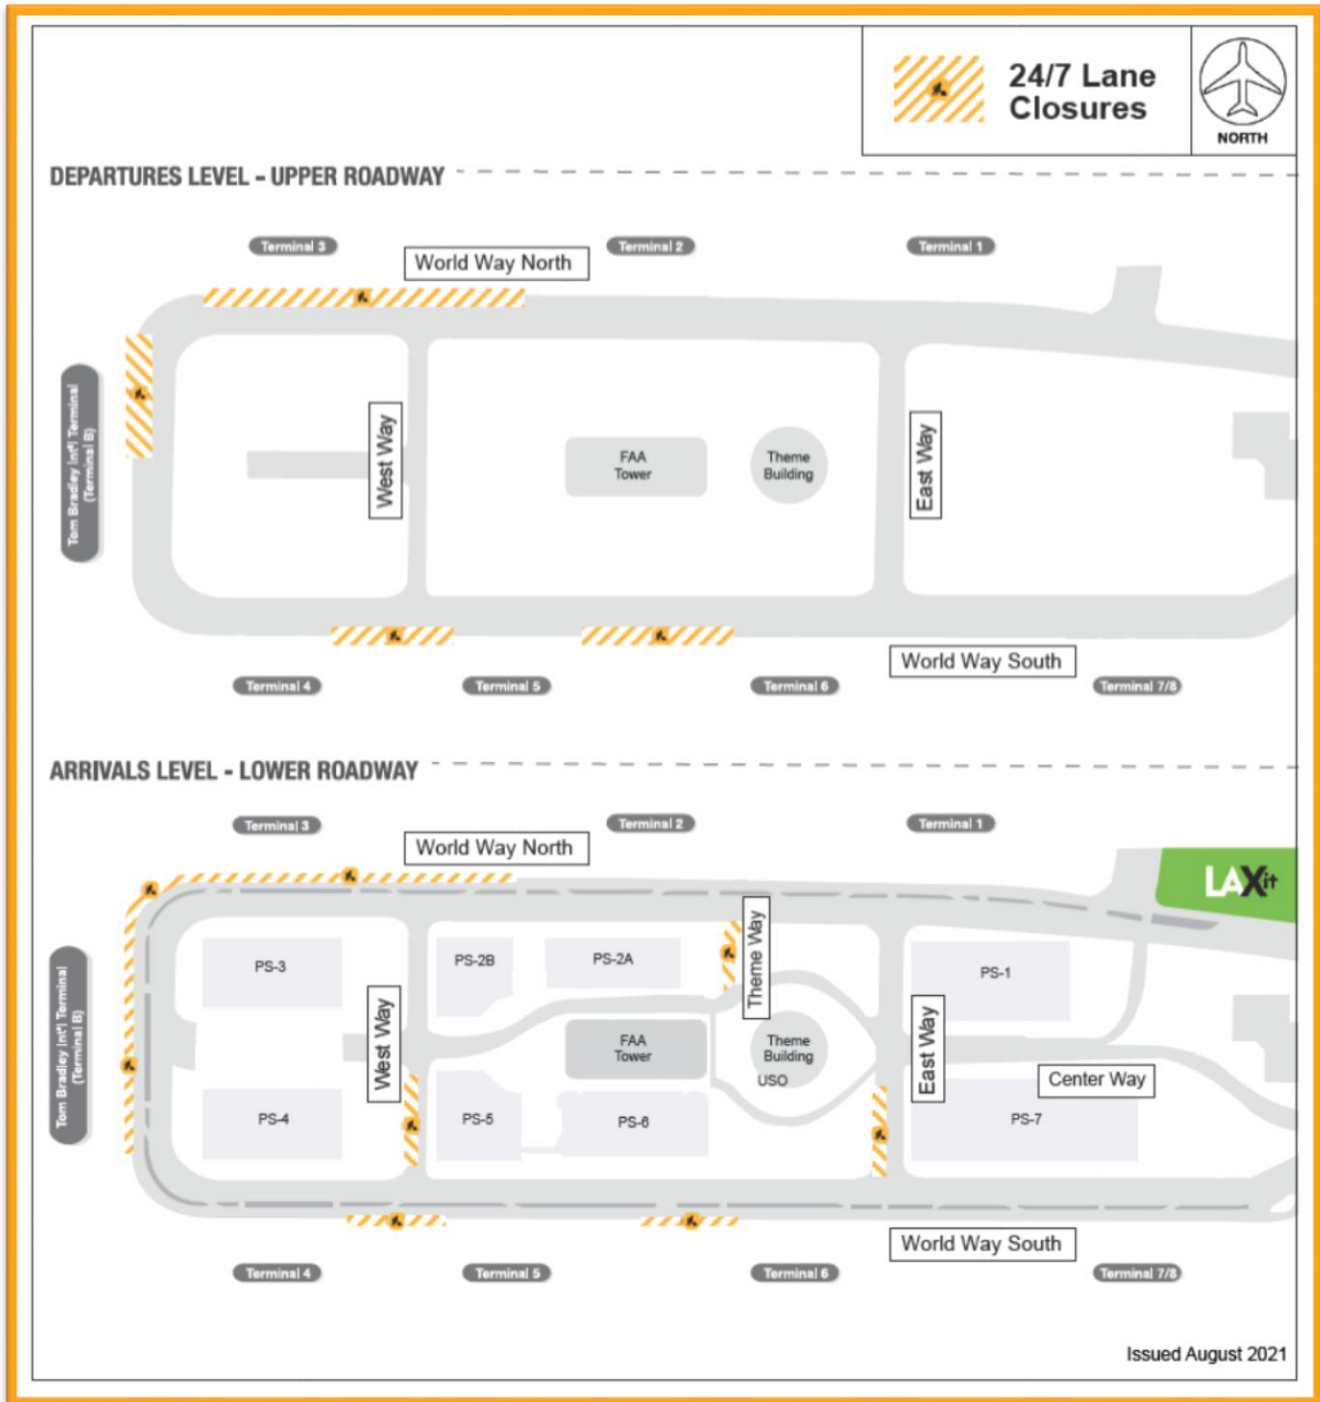 24/7 Lane
Closures
NORTH
DEPARTURES LEVEL - UPPER ROADWAY
Terminal 3
Terminal 2
Terminal 1
World Way North
Tom Bradley Int'l Terminal
(Terminal B)
West Way
FAA
Tower
Theme
Building
East Way
World Way South
Terminal 4
Terminal 5
Terminal 6
Terminal 7/8
ARRIVALS LEVEL - LOWER ROADWAY
Terminal 3
Terminal 2
Terminal 1
World Way North
LAXit
Theme Way
PS-3
PS-2B
PS-2A
PS-1
Tom Bradley Int'l Terminal
(Terminal B)
West Way
FAA
Tower
Theme
Building
USO
East Way
Center Way
PS-4
PS-5
PS-6
PS-7
World Way South
Terminal 4
Terminal 5
Terminal 6
Terminal 7/8
Issued August 2021